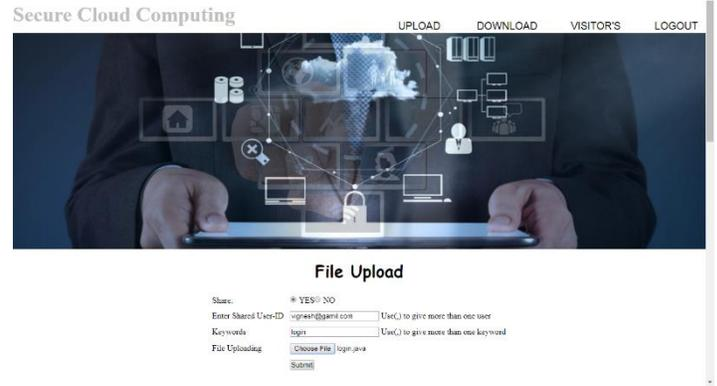 Secure Cloud Computing
UPLOAD DOWNLOAD VISITOR'S LOGOUT
File Upload
Share: YES NO
Enter Shared User-ID vignesh@gamil.com Use(,) to give more than one user
Keywords login Use(,) to give more than one keyword
File Uploading Choose File login.java
Submit